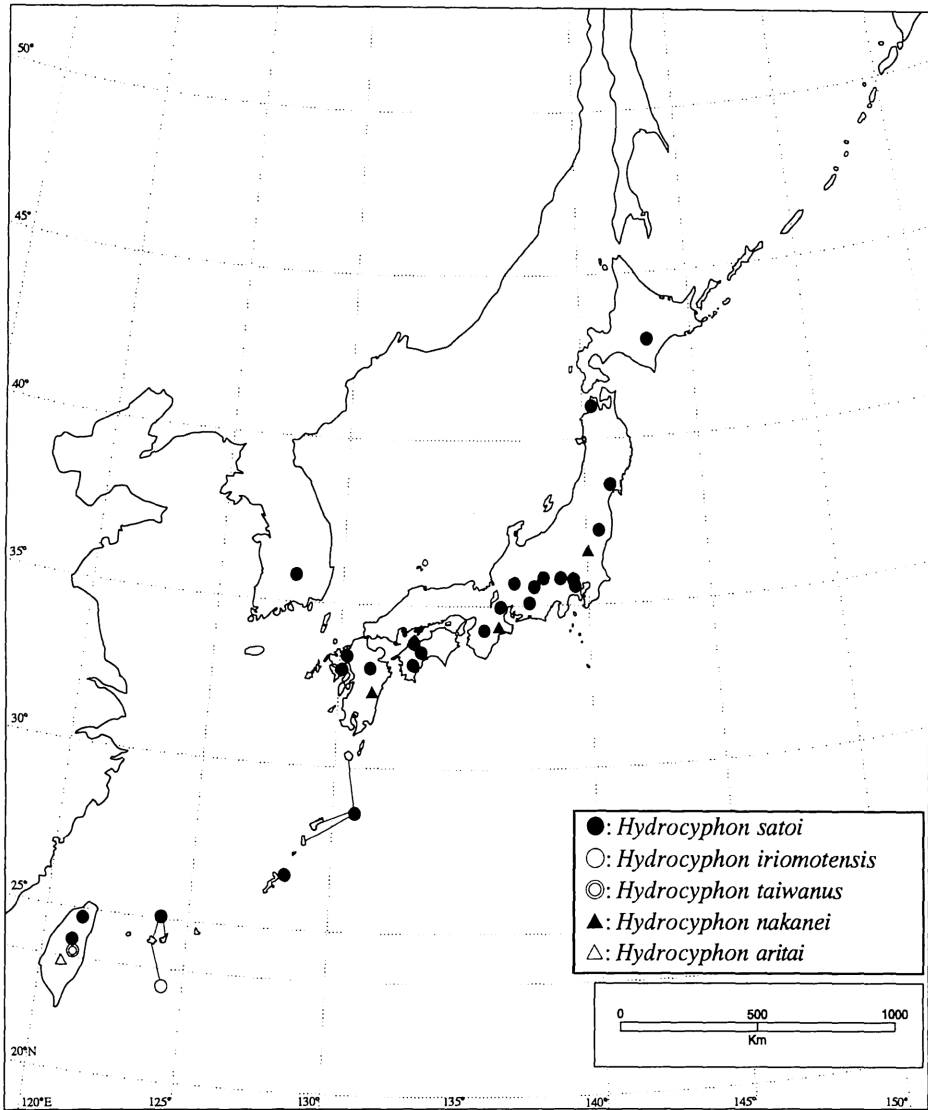 50°
45°
40°
35°
30°
25°
20°N
120°E
125°
130°
135°
140°
145°
150°
●: Hydrocyphon satoi
○: Hydrocyphon iriomotensis
◎: Hydrocyphon taiwanus
▲: Hydrocyphon nakanei
△: Hydrocyphon aritai
0 500 1000
Km